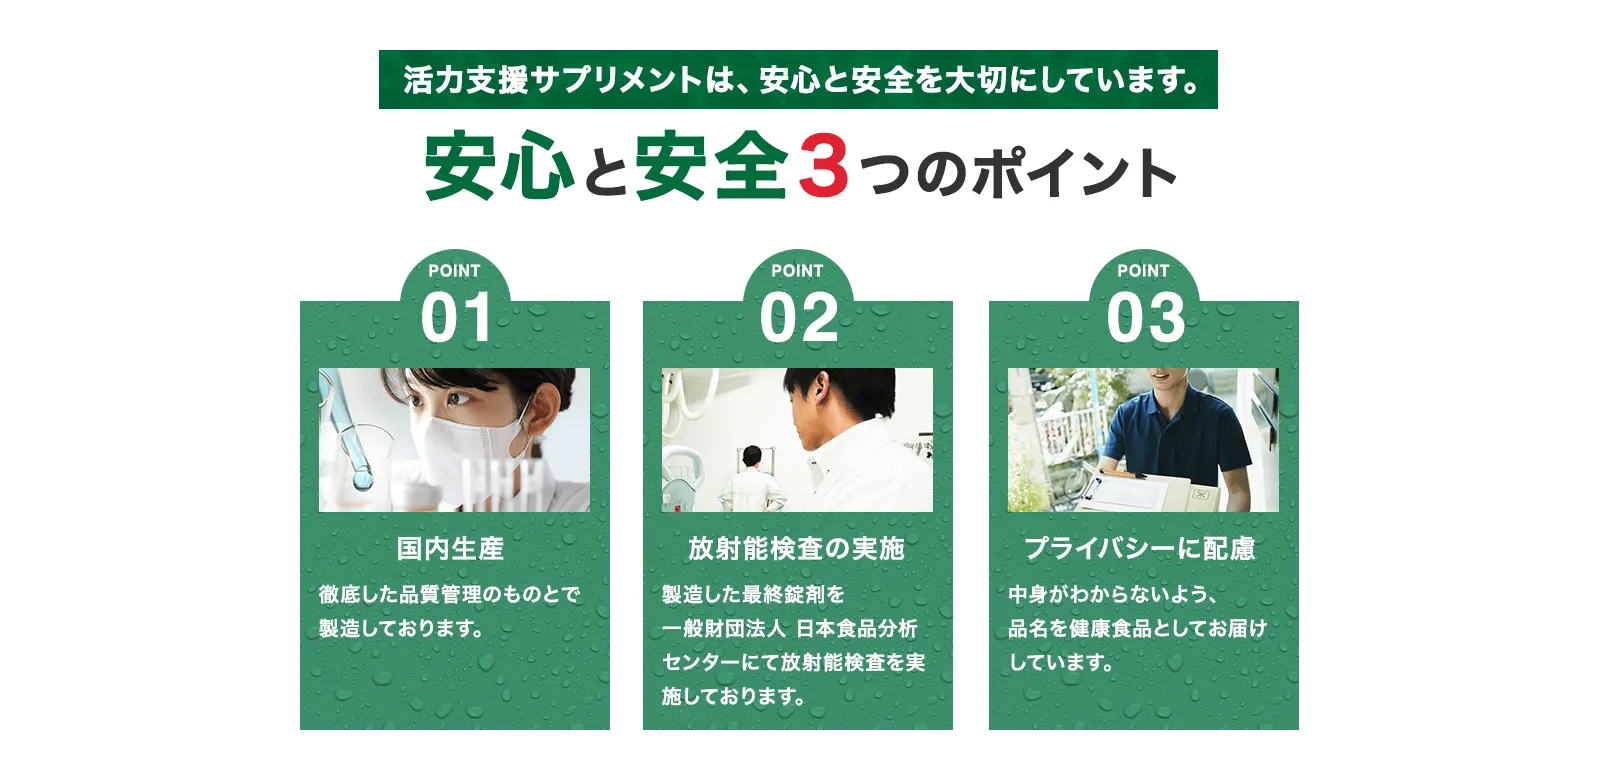 活力支援サプリメントは、安心と安全を大切にしています。
安心と安全3つのポイント
POINT
01
国内生産
徹底した品質管理のものとで
製造しております。
POINT
02
放射能検査の実施
製造した最終錠剤を
一般財団法人 日本食品分析
センターにて放射能検査を実
施しております。
POINT
03
プライバシーに配慮
中身がわからないよう、
品名を健康食品としてお届け
しています。